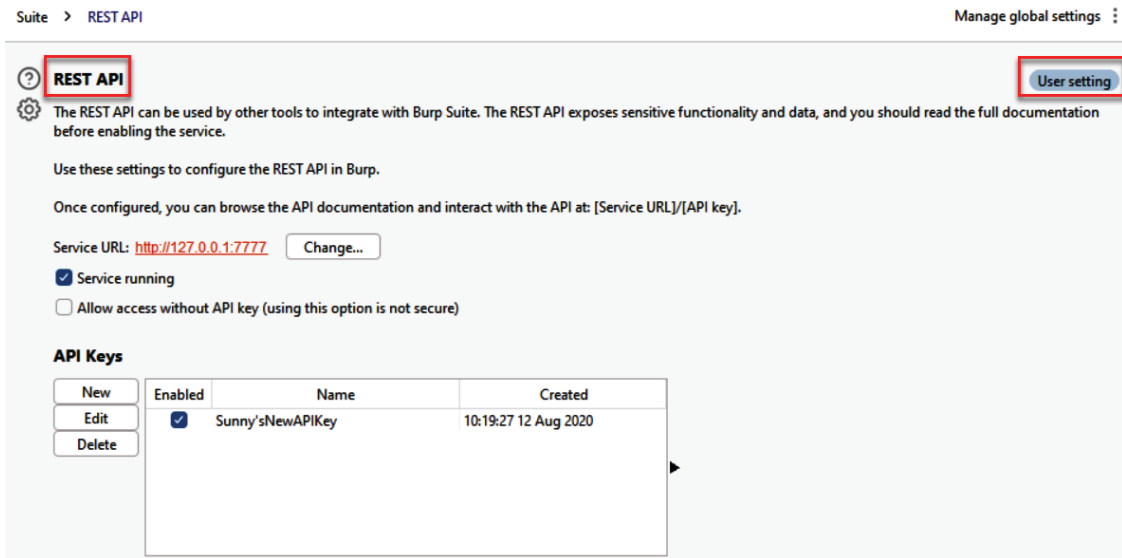 Suite > REST API
Manage global settings
REST API
User setting
The REST API can be used by other tools to integrate with Burp Suite. The REST API exposes sensitive functionality and data, and you should read the full documentation
before enabling the service.
Use these settings to configure the REST API in Burp.
Once configured, you can browse the API documentation and interact with the API at: [Service URL]/[API key].
Service URL: http://127.0.0.1:7777 Change...
Service running
Allow access without API key (using this option is not secure)
API Keys
New
Edit
Delete
Enabled Name Created
Sunny'sNewAPIKey 10:19:27 12 Aug 2020